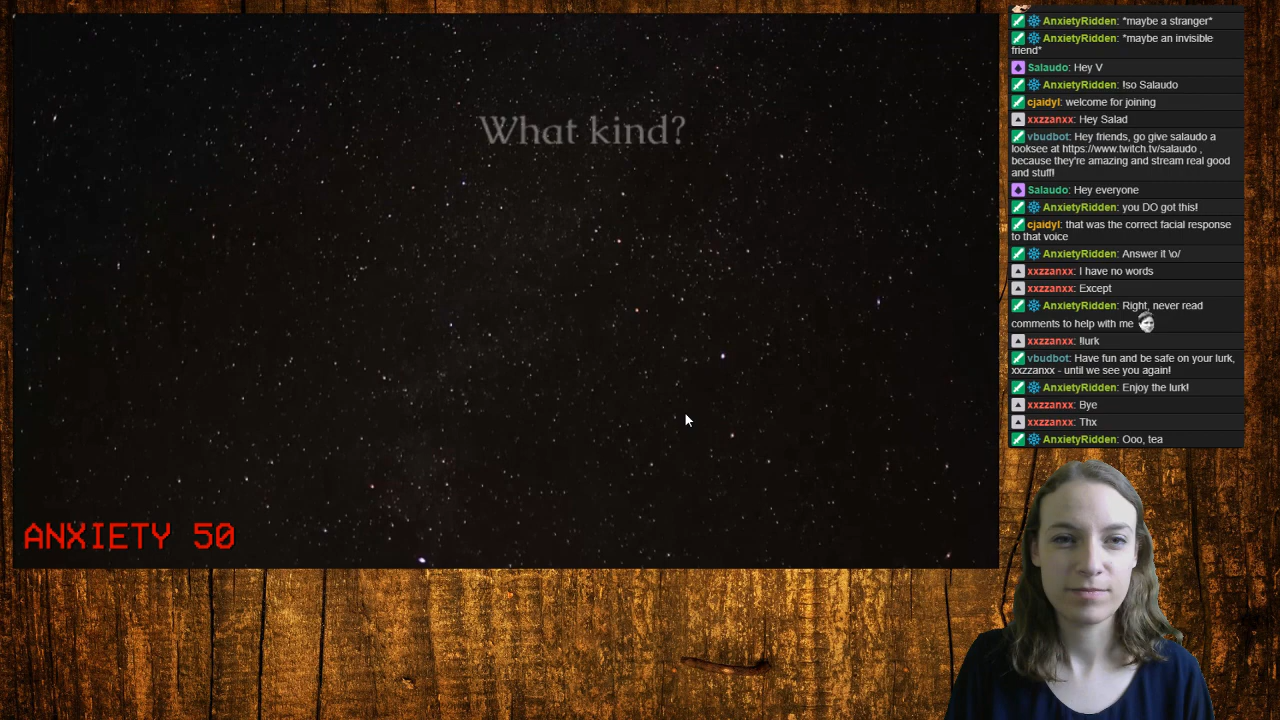 What kind?
ANXIETY 50
AnxietyRidden: *maybe a stranger*
AnxietyRidden: *maybe an invisible
friend*
Salaudo: Hey V
AnxietyRidden: !so Salaudo
cjaidyl: welcome for joining
xxzzanxx: Hey Salad
vbudbot: Hey friends, go give salaudo a
looksee at https://www.twitch.tv/salaudo ,
because they're amazing and stream real good
and stuff!
Salaudo: Hey everyone
AnxietyRidden: you DO got this!
cjaidyl: that was the correct facial response
to that voice
AnxietyRidden: Answer it \o/
xxzzanxx: I have no words
xxzzanxx: Except
AnxietyRidden: Right, never read
comments to help with me
xxzzanxx: !lurk
vbudbot: Have fun and be safe on your lurk,
xxzzanxx - until we see you again!
AnxietyRidden: Enjoy the lurk!
xxzzanxx: Bye
xxzzanxx: Thx
AnxietyRidden: Ooo, tea